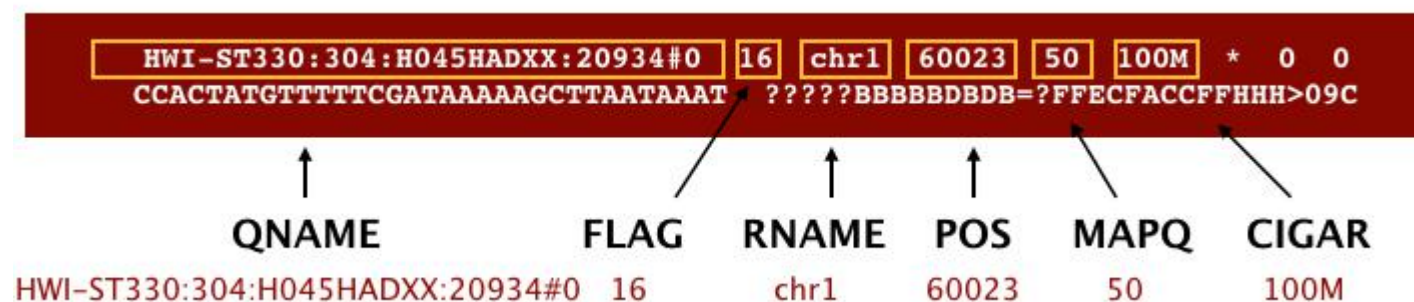 HWI-ST330:304:H045HADXX:20934#0 16 chr1 60023 50 100M * 0 0
CCACTATGTTTTTCGATAAAAAGCTTAATAAAT ?????BBBBBDBDB=?FFECFACCFFHHH>09C
QNAME FLAG RNAME POS MAPQ CIGAR
HWI-ST330:304:H045HADXX:20934#0 16 chr1 60023 50 100M